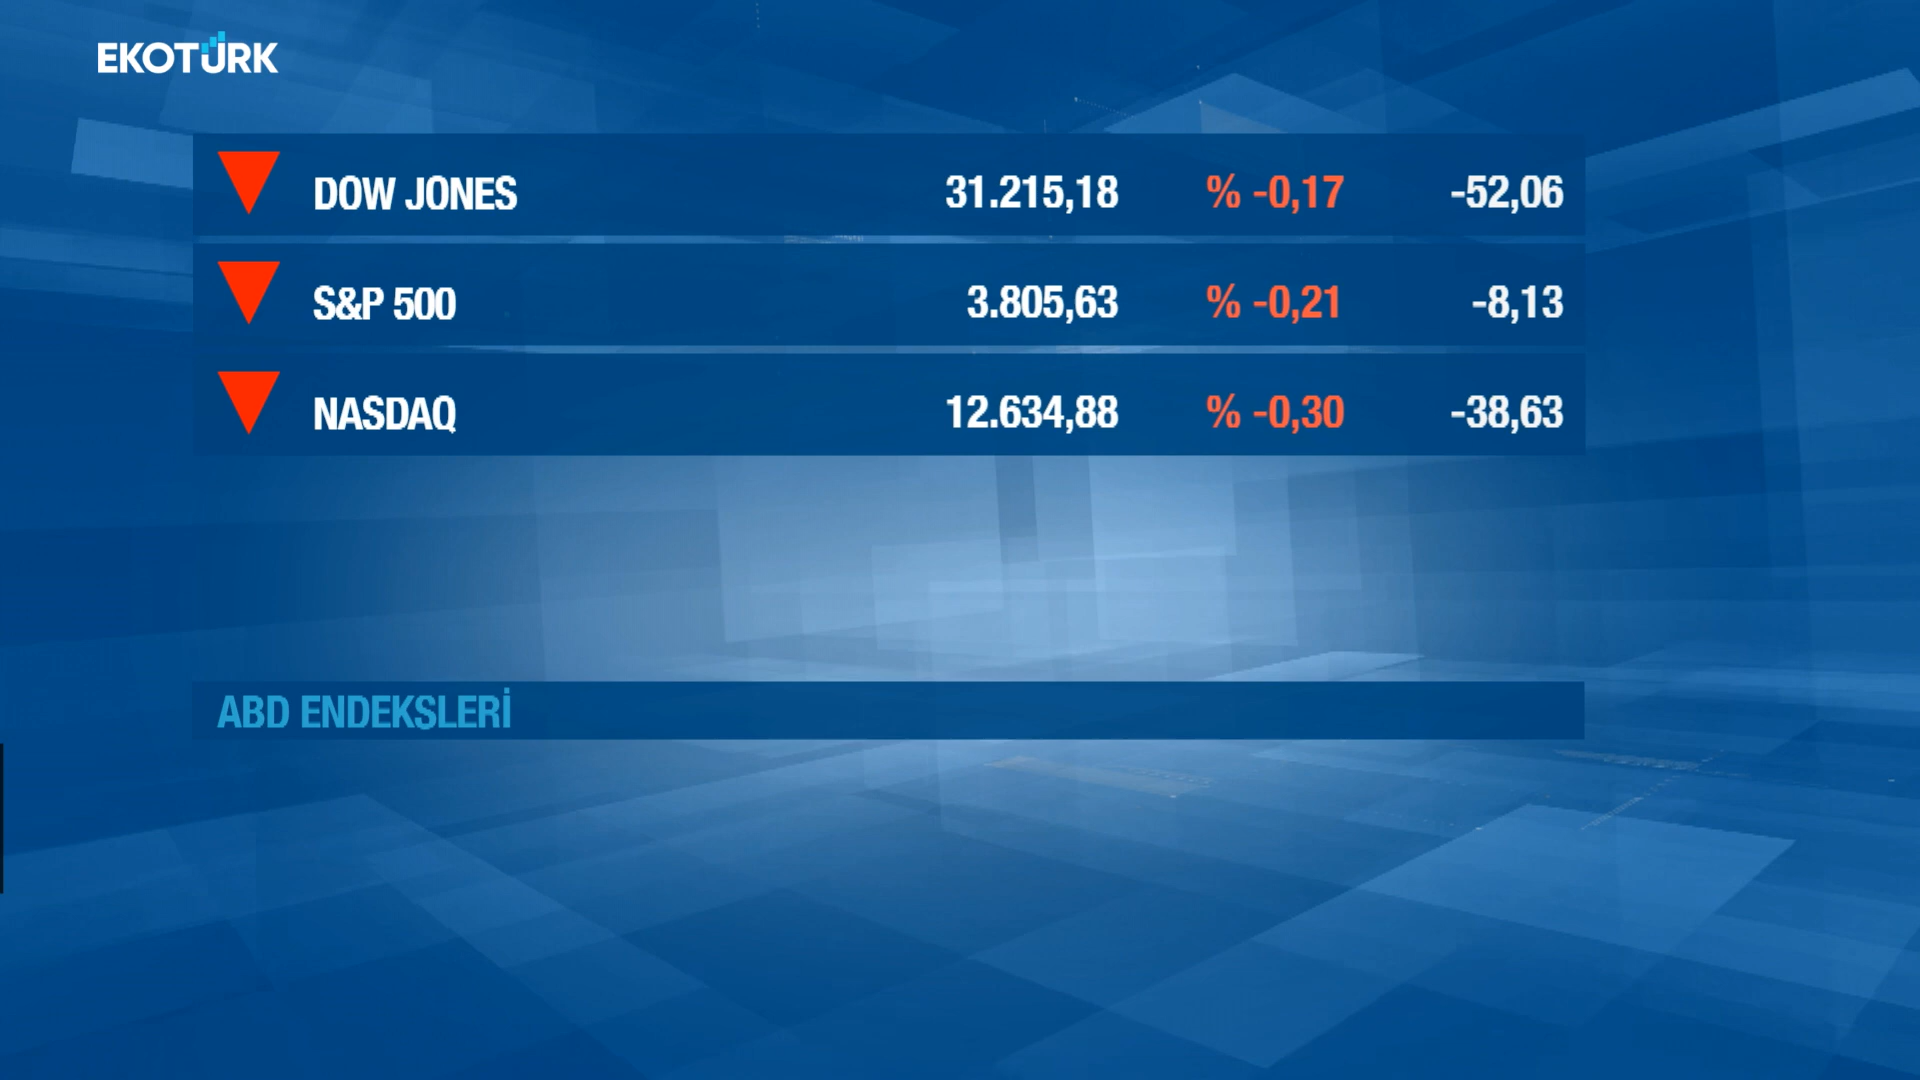 EKOTÜRK
DOW JONES 31.215,18 % -0,17 -52,06
S&P 500 3.805,63 % -0,21 -8,13
NASDAQ 12.634,88 % -0,30 -38,63
ABD ENDEKSLERİ